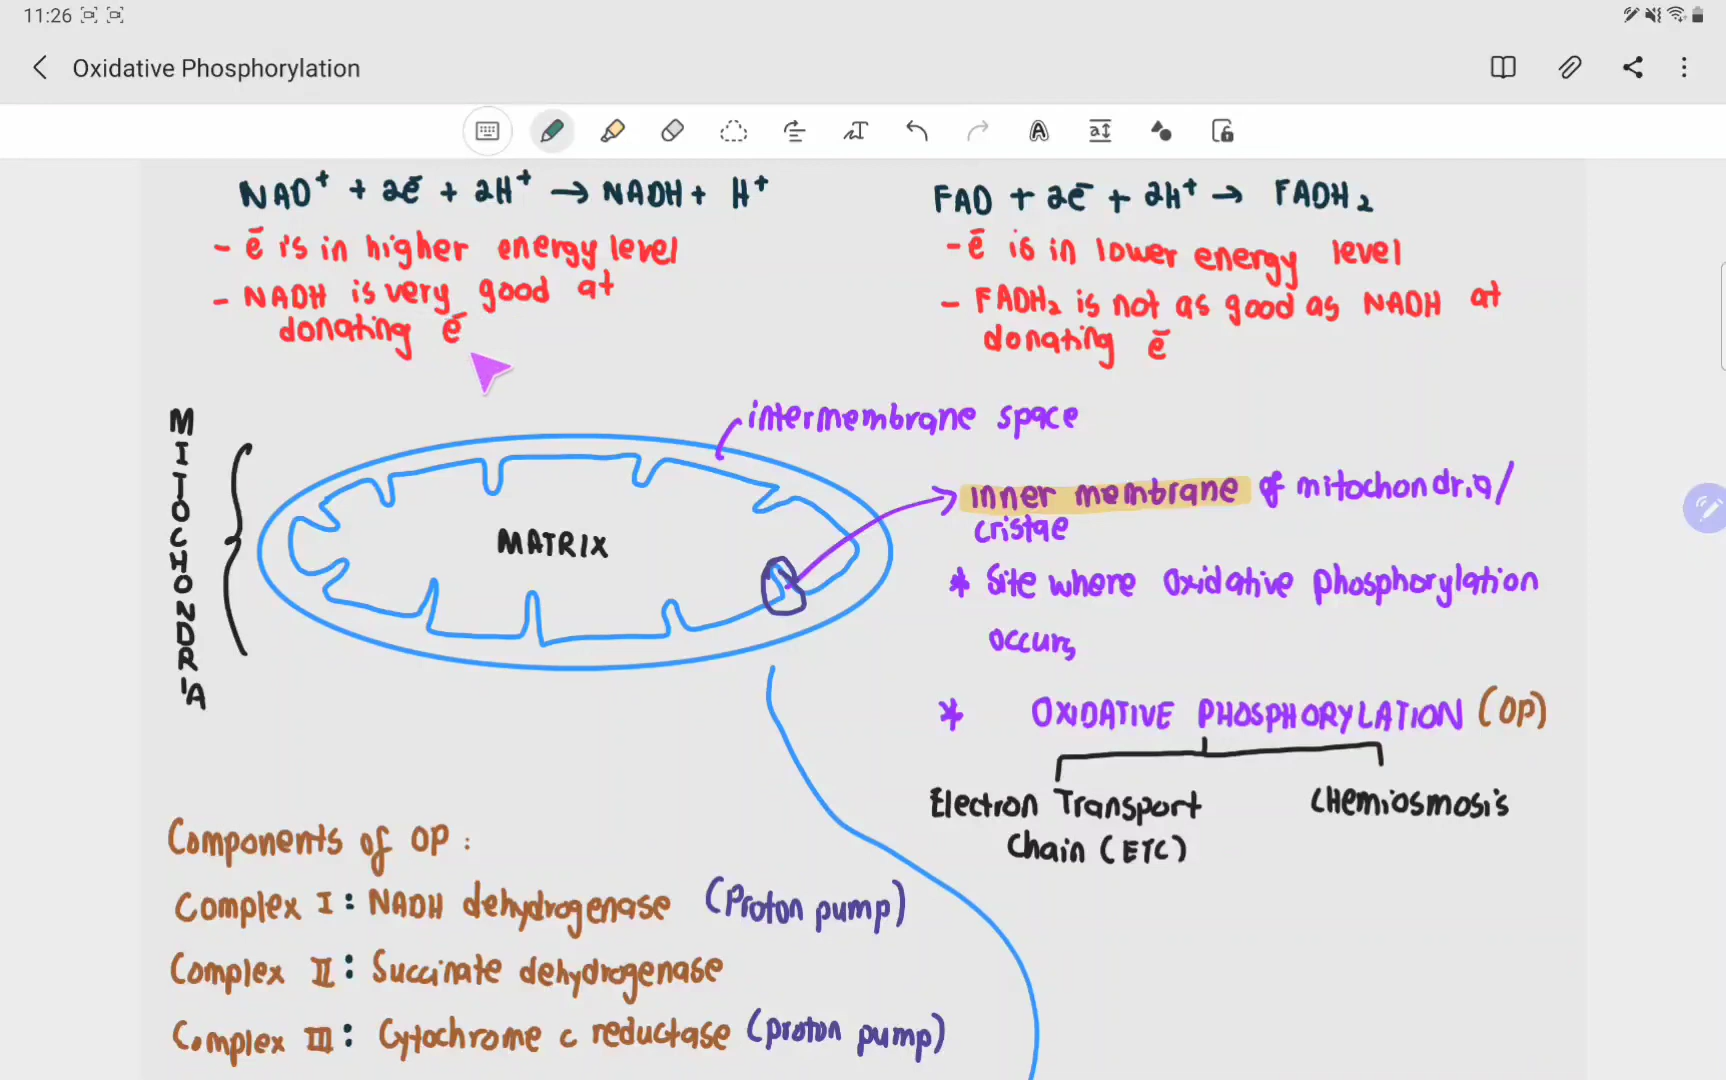 11:26
Oxidative Phosphorylation
NAD⁺ + 2ē + 2H⁺ → NADH + H⁺
- ē is in higher energy level
- NADH is very good at
donating ē
FAD + 2ē + 2H⁺ → FADH₂
- ē is in lower energy level
- FADH₂ is not as good as NADH at
donating ē
MITOCHONDRIA
intermembrane space
MATRIX
inner membrane of mitochondria/
cristae
* Site where oxidative phosphorylation
occurs
* OXIDATIVE PHOSPHORYLATION (OP)
Electron Transport
Chain (ETC)
CHemiosmosis
Components of OP :
Complex I : NADH dehydrogenase (Proton pump)
Complex II : Succinate dehydrogenase
Complex III : Cytochrome c reductase (proton pump)